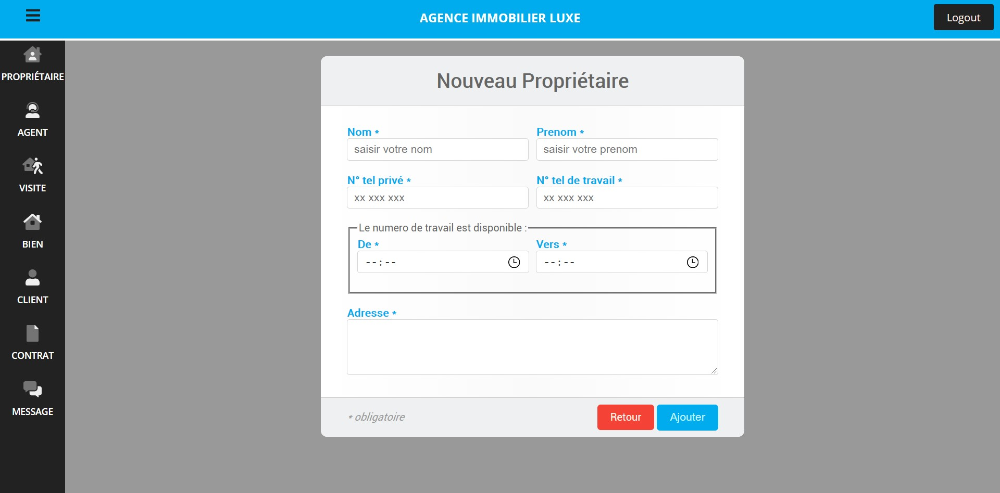 AGENCE IMMOBILIER LUXE
Logout
PROPRIÉTAIRE
AGENT
VISITE
BIEN
CLIENT
CONTRAT
MESSAGE
Nouveau Propriétaire
Nom * Prenom *
saisir votre nom saisir votre prenom
N° tel privé * N° tel de travail *
xx xxx xxx xx xxx xxx
Le numero de travail est disponible :
De * Vers *
--:-- --:--
Adresse *
* obligatoire Retour Ajouter